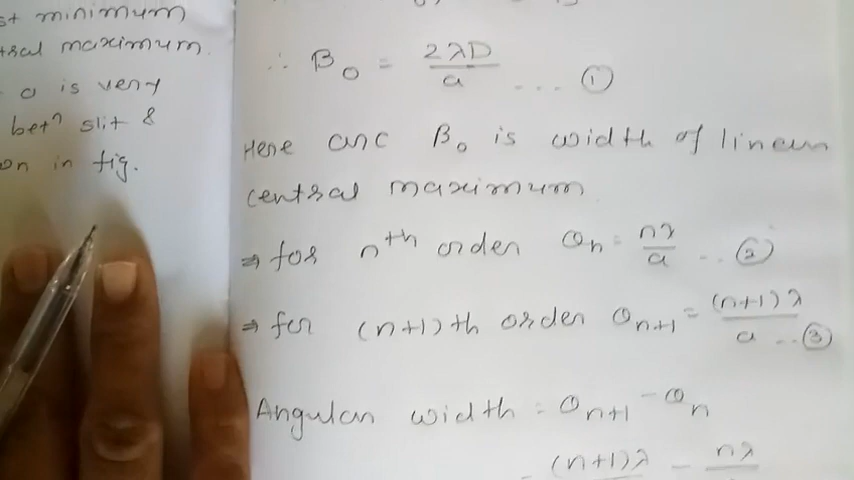 st minimum
tral maximum.
a is very
betⁿ slit &
on in fig.
∴ β₀ = 2λD/a ... ①
Here arc β₀ is width of linear
central maximum
⇒ for nᵗʰ order θₙ = nλ/a .. ②
⇒ for (n+1)th order θₙ₊₁ = (n+1)λ/a ... ③
Angular width = θₙ₊₁ - θₙ
= (n+1)λ - nλ